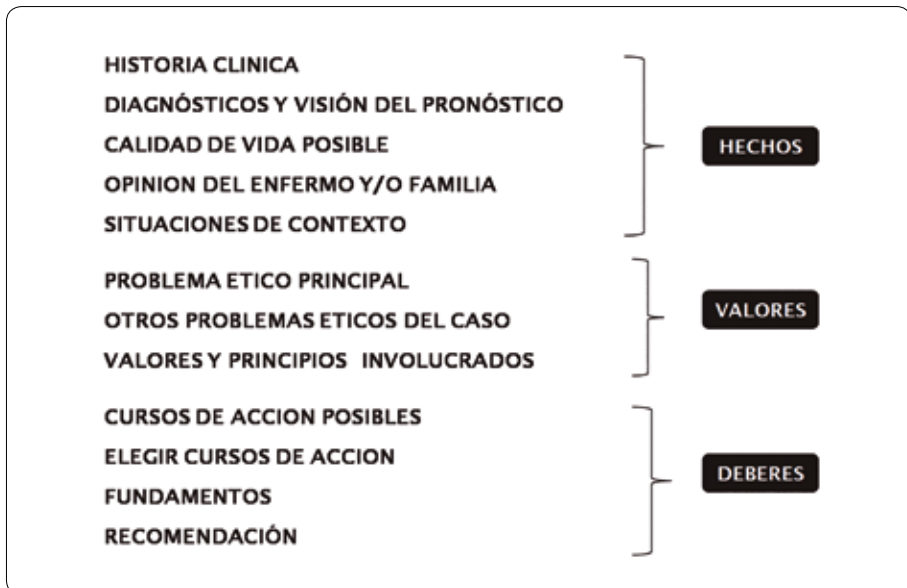 HISTORIA CLINICA
DIAGNÓSTICOS Y VISIÓN DEL PRONÓSTICO
CALIDAD DE VIDA POSIBLE
OPINION DEL ENFERMO Y/O FAMILIA
SITUACIONES DE CONTEXTO
HECHOS
PROBLEMA ETICO PRINCIPAL
OTROS PROBLEMAS ETICOS DEL CASO
VALORES Y PRINCIPIOS INVOLUCRADOS
VALORES
CURSOS DE ACCION POSIBLES
ELEGIR CURSOS DE ACCION
FUNDAMENTOS
RECOMENDACIÓN
DEBERES